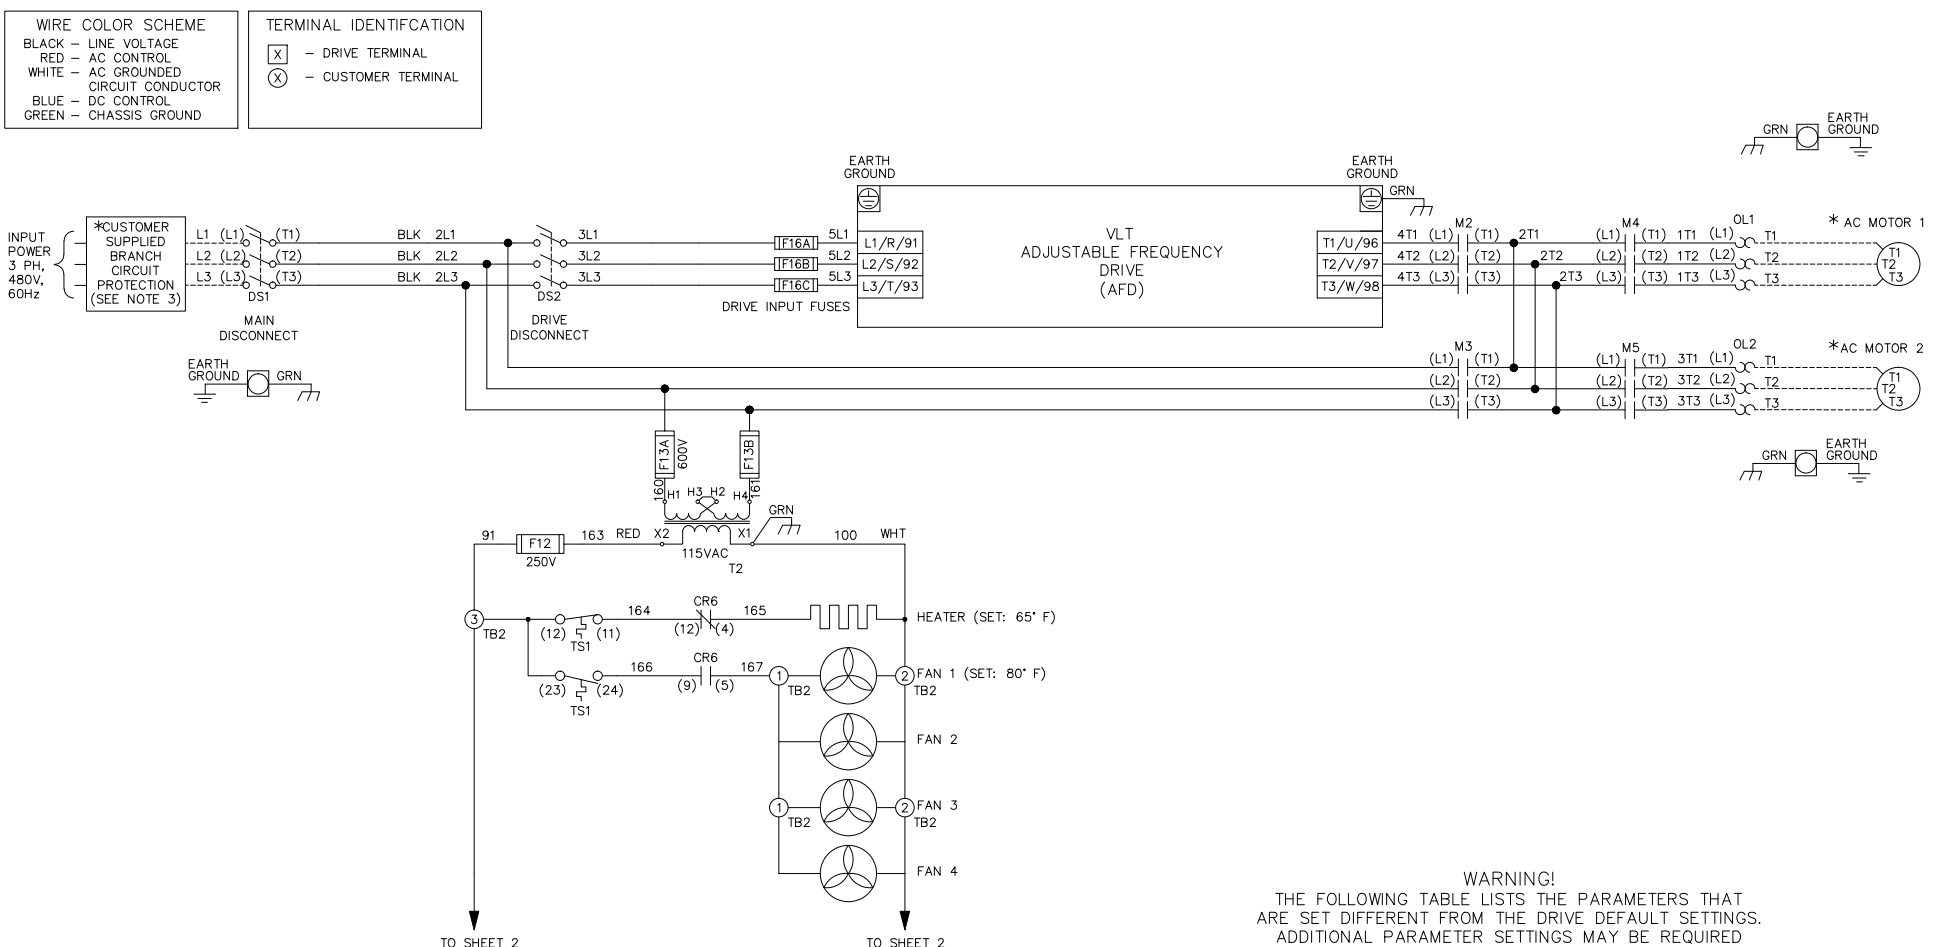 WIRE COLOR SCHEME
BLACK – LINE VOLTAGE
RED – AC CONTROL
WHITE – AC GROUNDED
CIRCUIT CONDUCTOR
BLUE – DC CONTROL
GREEN – CHASSIS GROUND
TERMINAL IDENTIFCATION
X – DRIVE TERMINAL
X – CUSTOMER TERMINAL
GRN
EARTH
GROUND
INPUT
POWER
3 PH,
480V,
60Hz
*CUSTOMER
SUPPLIED
BRANCH
CIRCUIT
PROTECTION
(SEE NOTE 3)
L1 (L1) (T1) BLK 2L1 3L1
L2 (L2) (T2) BLK 2L2 3L2
L3 (L3) (T3) BLK 2L3 3L3
DS1
MAIN
DISCONNECT
DS2
DRIVE
DISCONNECT
F16A 5L1
F16B 5L2
F16C 5L3
DRIVE INPUT FUSES
EARTH
GROUND
L1/R/91
L2/S/92
L3/T/93
VLT
ADJUSTABLE FREQUENCY
DRIVE
(AFD)
EARTH
GROUND
GRN
T1/U/96
T2/V/97
T3/W/98
M2 M4 OL1
4T1 (L1) (T1) 2T1 (L1) (T1) 1T1 (L1) T1
4T2 (L2) (T2) 2T2 (L2) (T2) 1T2 (L2) T2
4T3 (L3) (T3) 2T3 (L3) (T3) 1T3 (L3) T3
* AC MOTOR 1
T1
T2
T3
M3 M5 OL2
(L1) (T1) (L1) (T1) 3T1 (L1) T1
(L2) (T2) (L2) (T2) 3T2 (L2) T2
(L3) (T3) (L3) (T3) 3T3 (L3) T3
*AC MOTOR 2
T1
T2
T3
EARTH
GROUND
GRN
GRN
EARTH
GROUND
F13A
600V
F13B
160
161
H1 H3 H2 H4
GRN
91 F12 163 RED X2 X1 100 WHT
250V
115VAC
T2
3
TB2
(12) (11)
TS1
164
CR6
(12) (4)
165
HEATER (SET: 65° F)
(23) (24)
TS1
166
CR6
(9) (5)
167
1
TB2
2
TB2
FAN 1 (SET: 80° F)
FAN 2
1
TB2
2
TB2
FAN 3
FAN 4
TO SHEET 2
TO SHEET 2
WARNING!
THE FOLLOWING TABLE LISTS THE PARAMETERS THAT
ARE SET DIFFERENT FROM THE DRIVE DEFAULT SETTINGS.
ADDITIONAL PARAMETER SETTINGS MAY BE REQUIRED